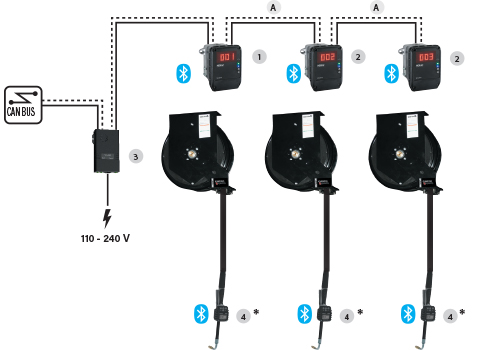 A A
001 002 003
1 2 2
CAN BUS
3
110 - 240 V
4 * 4 * 4 *